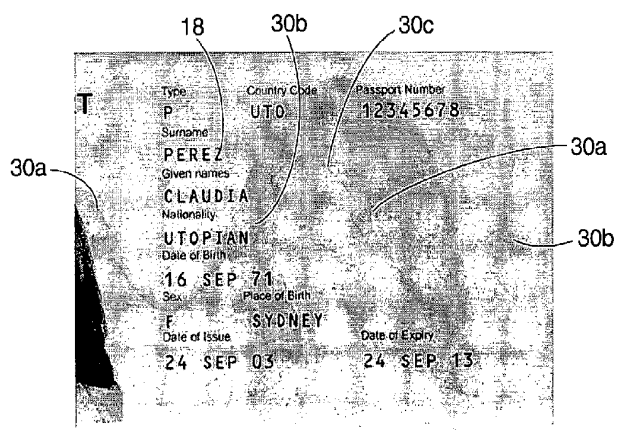 18 30b 30c
Type Country Code Passport Number
T
P UTO 12345678
Surname
PEREZ
Given names
30a 30a
CLAUDIA
Nationality
UTOPIAN 30b
Date of Birth
16 SEP 71
Sex Place of Birth
F SYDNEY
Date of Issue Date of Expiry
24 SEP 03 24 SEP 13